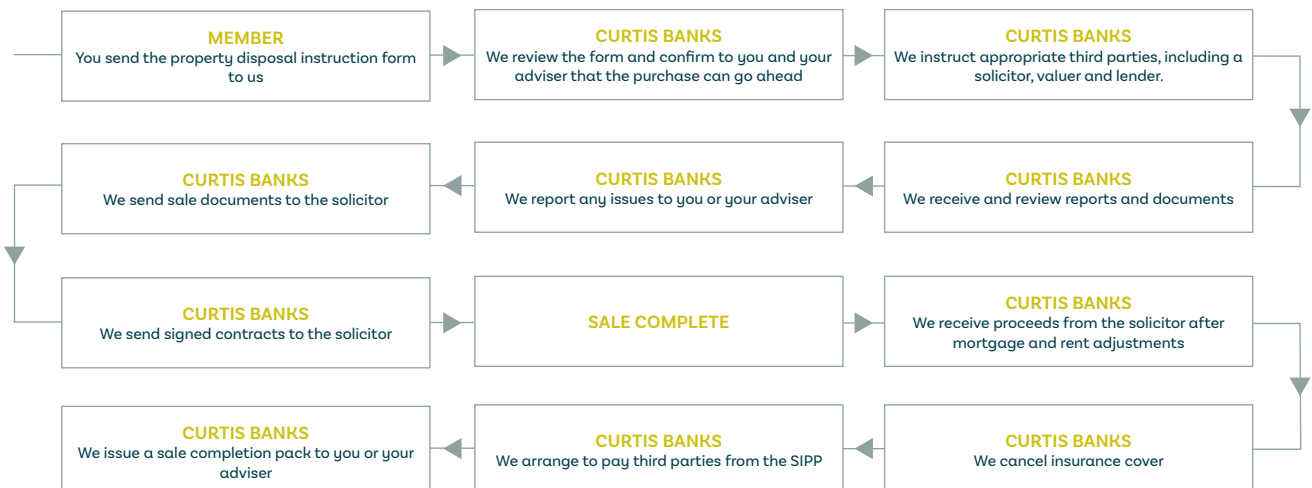 MEMBER
You send the property disposal instruction form
to us
CURTIS BANKS
We review the form and confirm to you and your
adviser that the purchase can go ahead
CURTIS BANKS
We instruct appropriate third parties, including a
solicitor, valuer and lender.
CURTIS BANKS
We receive and review reports and documents
CURTIS BANKS
We report any issues to you or your adviser
CURTIS BANKS
We send sale documents to the solicitor
CURTIS BANKS
We send signed contracts to the solicitor
SALE COMPLETE
CURTIS BANKS
We receive proceeds from the solicitor after
mortgage and rent adjustments
CURTIS BANKS
We cancel insurance cover
CURTIS BANKS
We arrange to pay third parties from the SIPP
CURTIS BANKS
We issue a sale completion pack to you or your
adviser